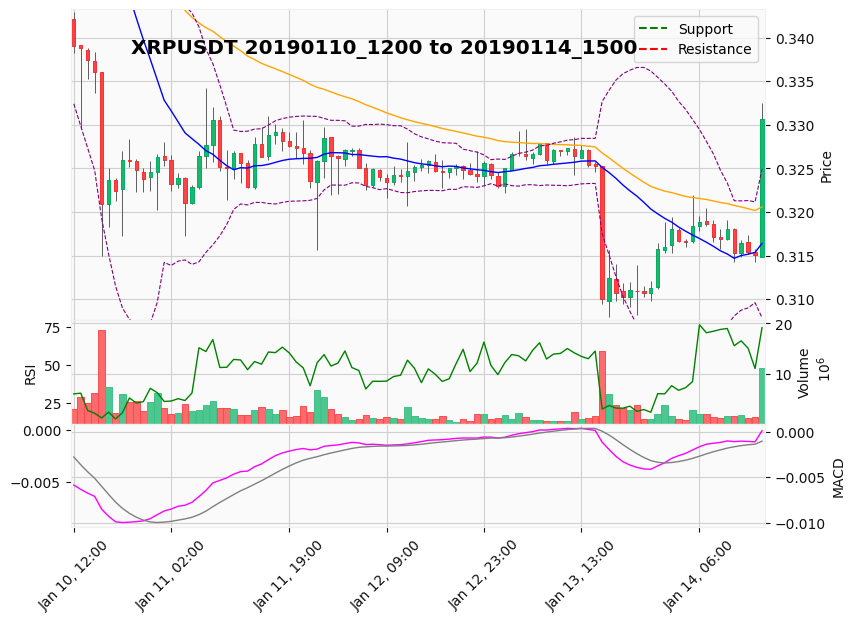 XRPUSDT 20190110_1200 to 20190114_1500
Support
Resistance
0.340
0.335
0.330
0.325
0.320
0.315
0.310
Price
75
50
25
RSI
20
10
0
Volume
10^6
0.000
−0.005
0.000
−0.005
−0.010
MACD
Jan 10, 12:00
Jan 11, 02:00
Jan 11, 19:00
Jan 12, 09:00
Jan 12, 23:00
Jan 13, 13:00
Jan 14, 06:00